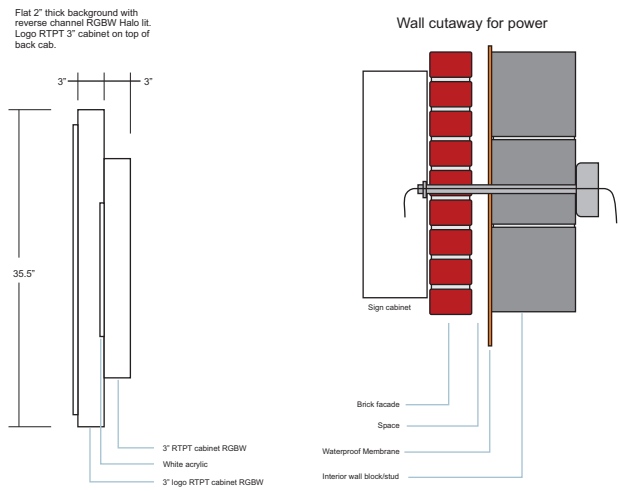 Flat 2” thick background with
reverse channel RGBW Halo lit.
Logo RTPT 3” cabinet on top of
back cab.
Wall cutaway for power
3” 3”
35.5”
Sign cabinet
Brick facade
Space
Waterproof Membrane
Interior wall block/stud
3” RTPT cabinet RGBW
White acrylic
3” logo RTPT cabinet RGBW